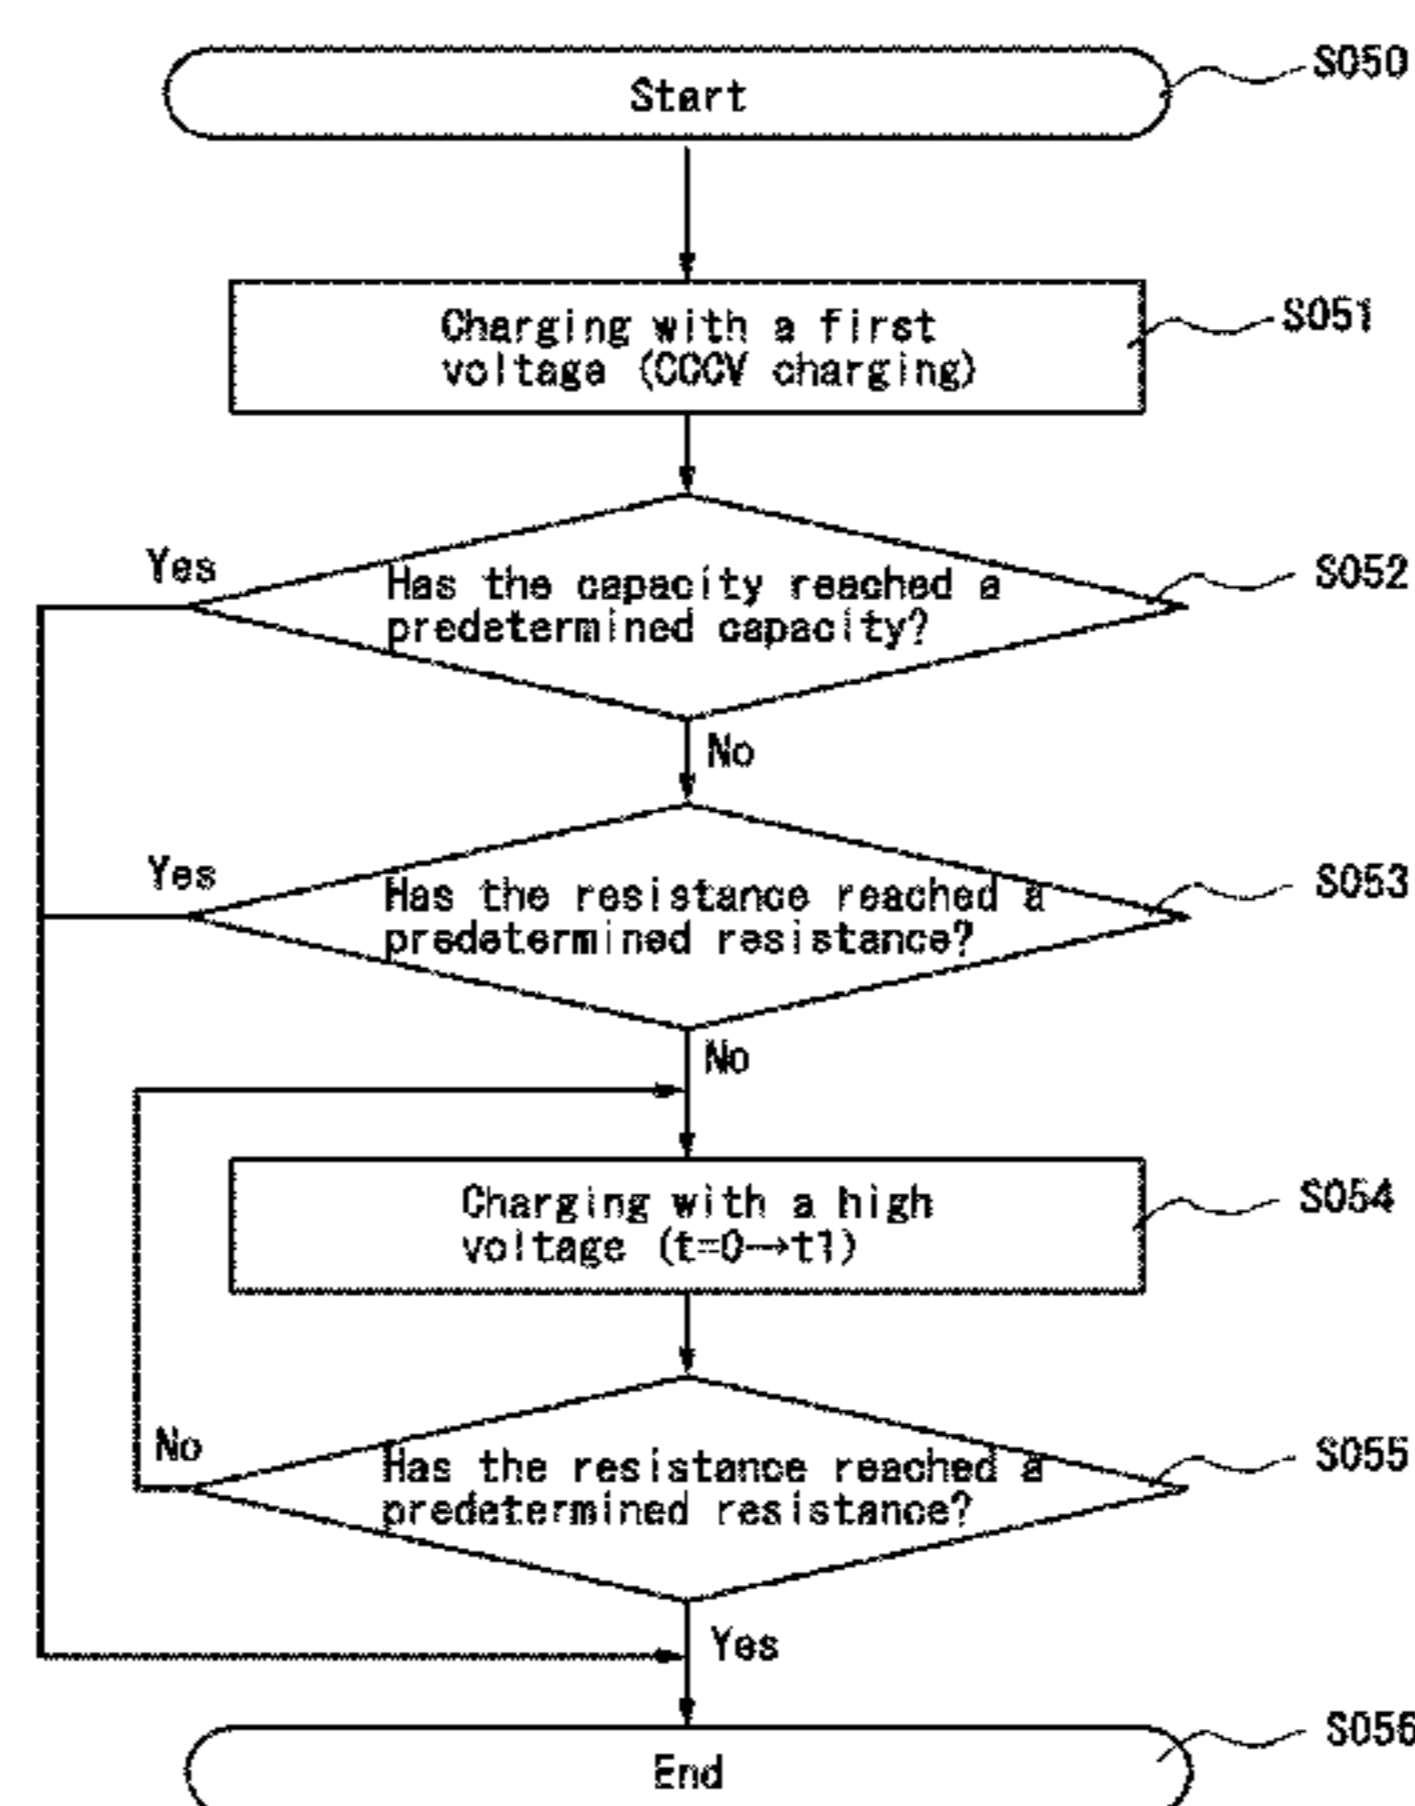 Start
S050
Charging with a first
voltage (CCCV charging)
S051
Yes
Has the capacity reached a
predetermined capacity?
S052
No
Yes
Has the resistance reached a
predetermined resistance?
S053
No
Charging with a high
voltage (t=0→t1)
S054
No
Has the resistance reached a
predetermined resistance?
S055
Yes
End
S056